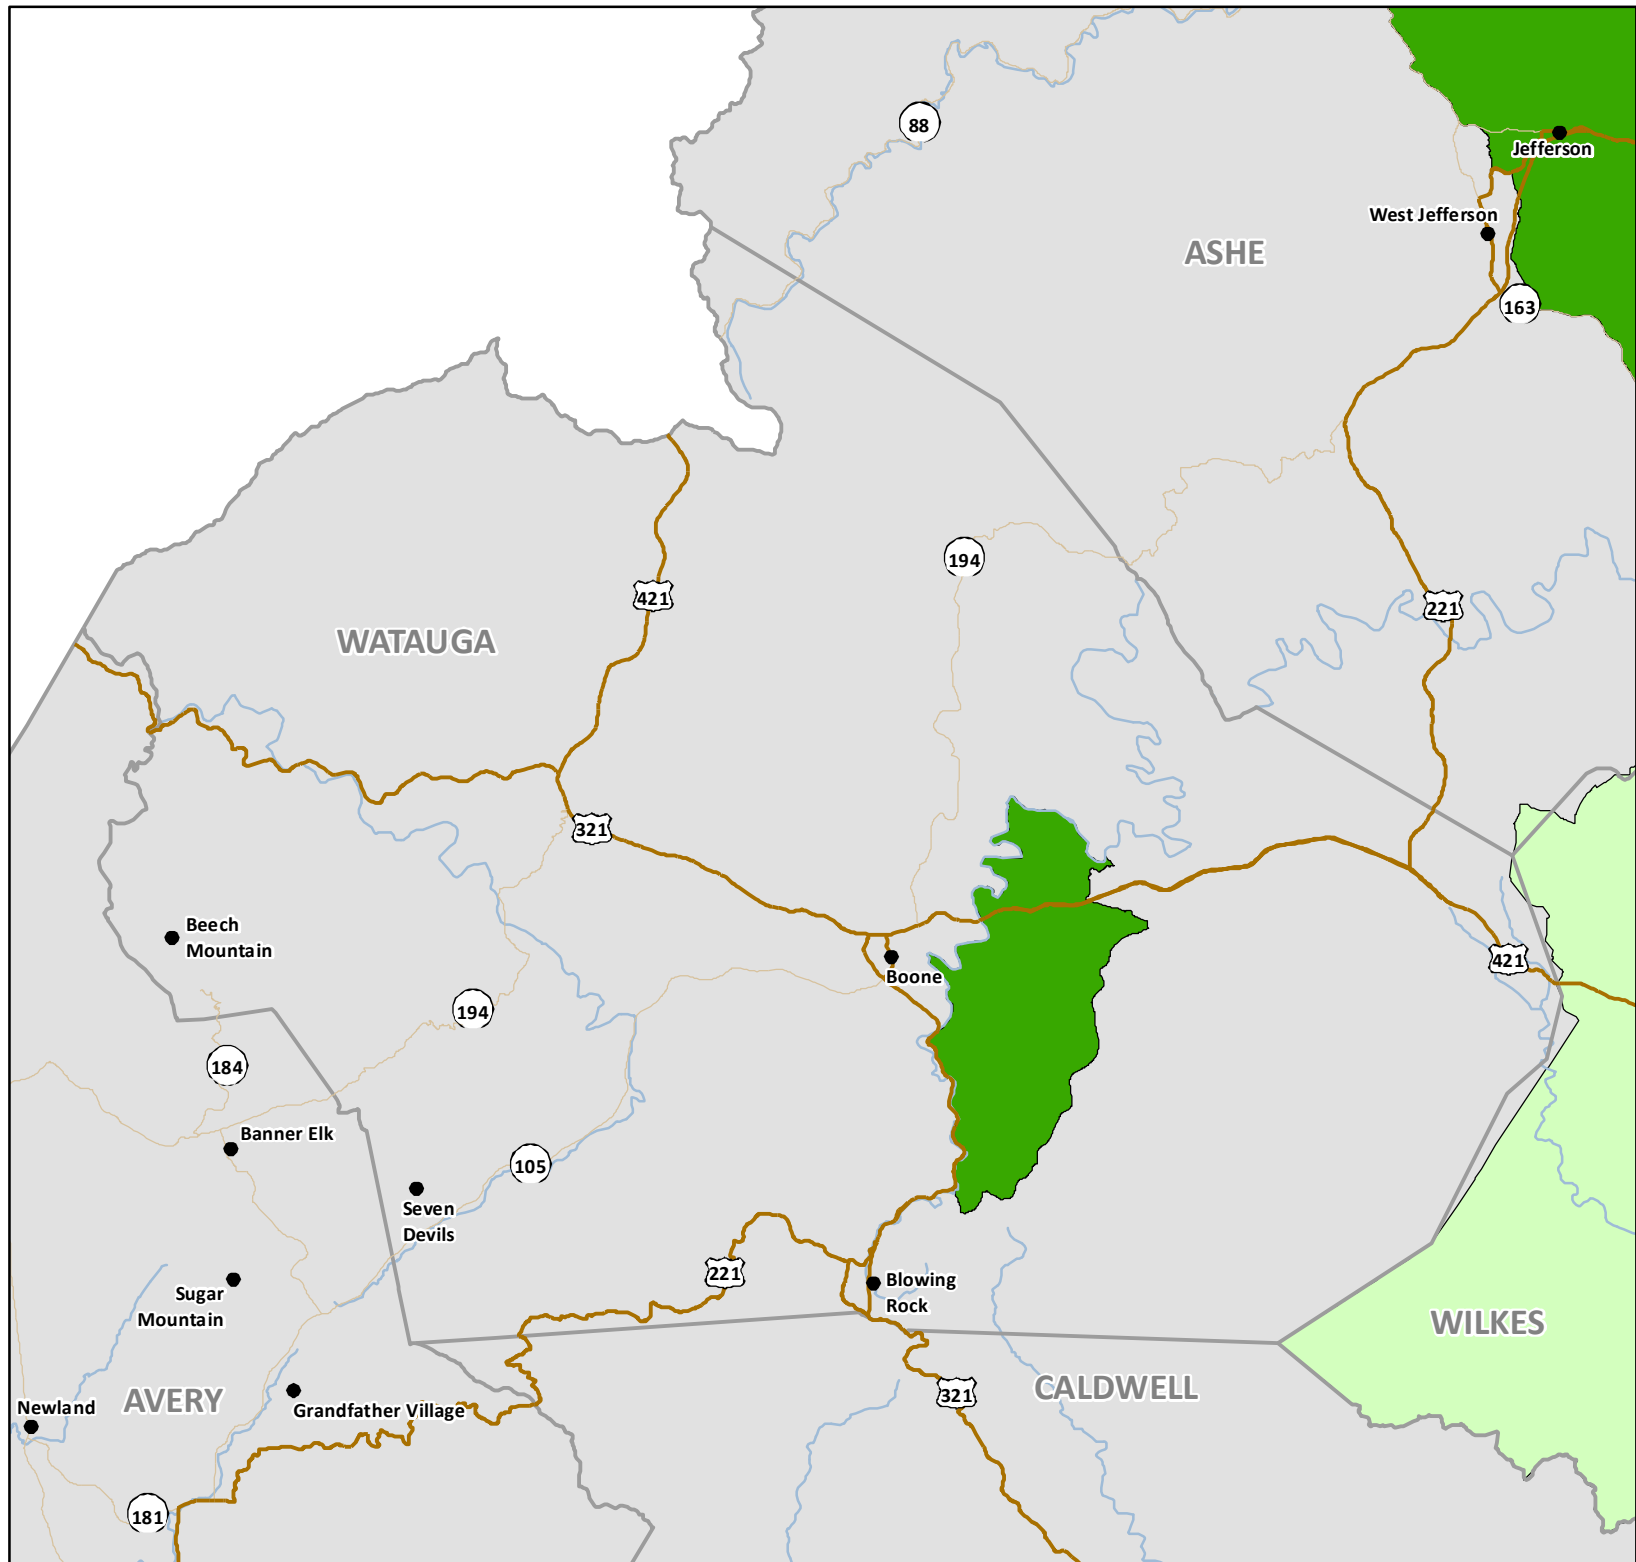 88
Jefferson
West Jefferson
ASHE
163
194
421
221
WATAUGA
321
Beech
Mountain
Boone
421
194
184
Banner Elk
105
Seven
Devils
221
Blowing
Rock
Sugar
Mountain
WILKES
CALDWELL
321
AVERY
Newland
Grandfather Village
181